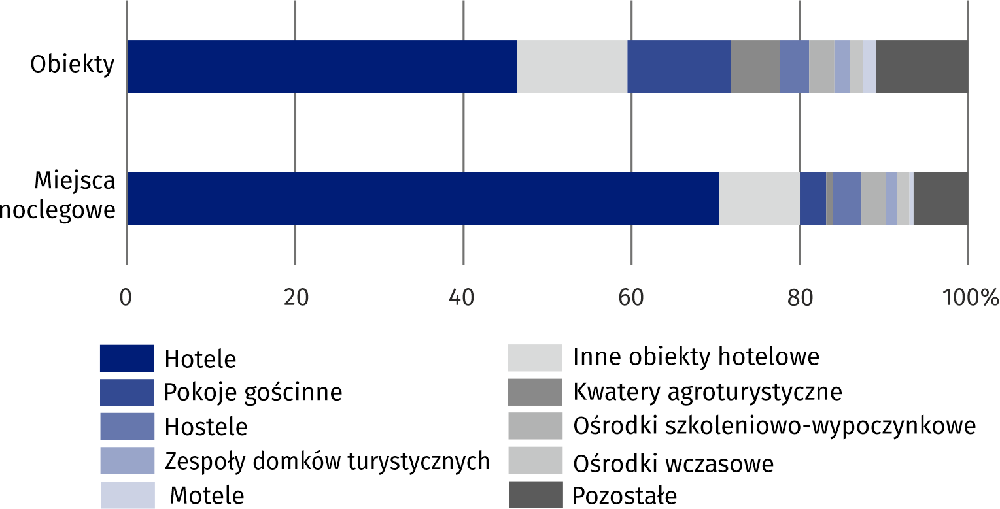 Obiekty
Miejsca
noclegowe
0 20 40 60 80 100%
Hotele
Inne obiekty hotelowe
Pokoje gościnne
Kwatery agroturystyczne
Hostele
Ośrodki szkoleniowo-wypoczynkowe
Zespoły domków turystycznych
Ośrodki wczasowe
Motele
Pozostałe